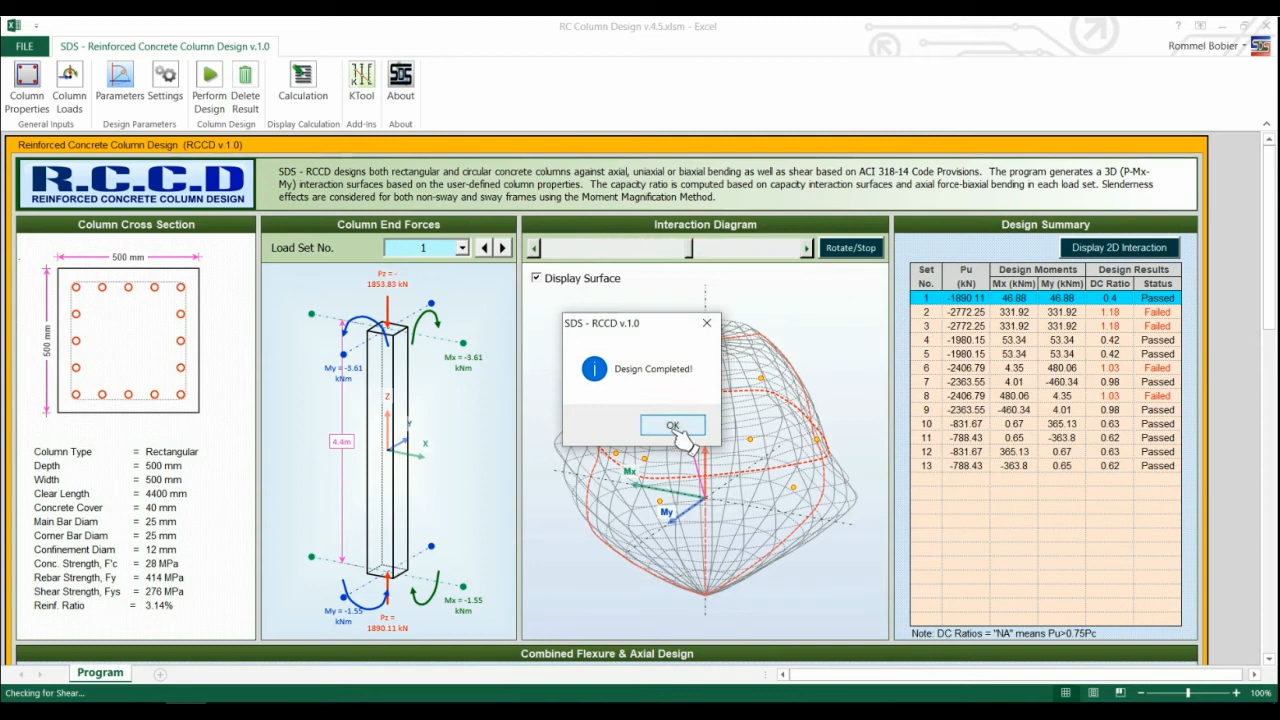 RC Column Design v.4.5.xlsm - Excel
FILE
SDS - Reinforced Concrete Column Design v.1.0
Rommel Bobier
SDS
Column Properties
Column Loads
Parameters
Settings
Perform Design
Delete Result
Calculation
KTool
About
General Inputs
Design Parameters
Column Design
Display Calculation
Add-Ins
About
Reinforced Concrete Column Design (RCCD v 1.0)
R.C.C.D
REINFORCED CONCRETE COLUMN DESIGN
SDS - RCCD designs both rectangular and circular concrete columns against axial, uniaxial or biaxial bending as well as shear based on ACI 318-14 Code Provisions. The program generates a 3D (P-Mx-
My) interaction surfaces based on the user-defined column properties. The capacity ratio is computed based on capacity interaction surfaces and axial force-biaxial bending in each load set. Slenderness
effects are considered for both non-sway and sway frames using the Moment Magnification Method.
Column Cross Section
500 mm
500 mm
Column Type = Rectangular
Depth = 500 mm
Width = 500 mm
Clear Length = 4400 mm
Concrete Cover = 40 mm
Main Bar Diam = 25 mm
Corner Bar Diam = 25 mm
Confinement Diam = 12 mm
Conc. Strength, F'c = 28 MPa
Rebar Strength, Fy = 414 MPa
Shear Strength, Fys = 276 MPa
Reinf. Ratio = 3.14%
Column End Forces
Load Set No. 1
Pz = -
1853.83 kN
My = -3.61
kNm
Mx = -3.61
kNm
Z
Y
X
4.4m
My = -1.55
kNm
Mx = -1.55
kNm
Pz =
1890.11 kN
Interaction Diagram
Rotate/Stop
Display Surface
SDS - RCCD v.1.0
Design Completed!
OK
Mx
My
Design Summary
Display 2D Interaction
Set No. Pu (kN) Design Moments Mx (kNm) My (kNm) Design Results DC Ratio Status
1 -1890.11 46.88 46.88 0.4 Passed
2 -2772.25 331.92 331.92 1.18 Failed
3 -2772.25 331.92 331.92 1.18 Failed
4 -1980.15 53.34 53.34 0.42 Passed
5 -1980.15 53.34 53.34 0.42 Passed
6 -2406.79 4.35 480.06 1.03 Failed
7 -2363.55 4.01 -460.34 0.98 Passed
8 -2406.79 480.06 4.35 1.03 Failed
9 -2363.55 -460.34 4.01 0.98 Passed
10 -831.67 0.67 365.13 0.63 Passed
11 -788.43 0.65 -363.8 0.62 Passed
12 -831.67 365.13 0.67 0.63 Passed
13 -788.43 -363.8 0.65 0.62 Passed
Note: DC Ratios = "NA" means Pu>0.75Pc
Combined Flexure & Axial Design
Program
Checking for Shear...
100%